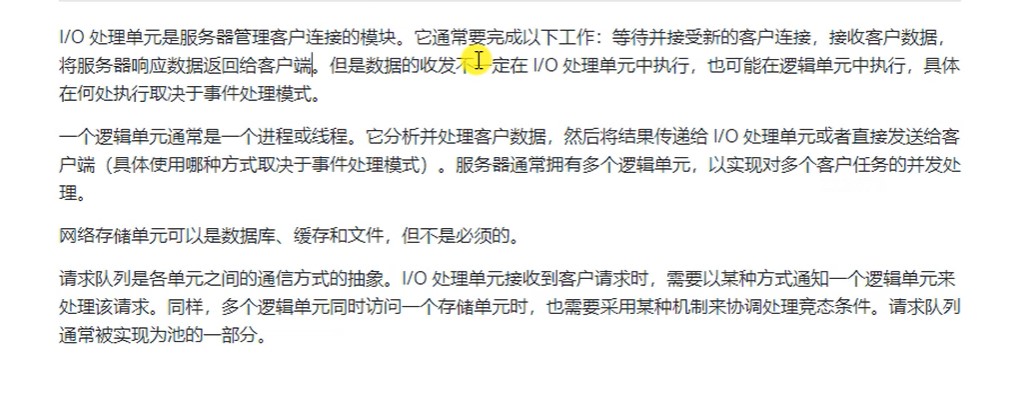 I/O 处理单元是服务器管理客户连接的模块。它通常要完成以下工作：等待并接受新的客户连接，接收客户数据，
将服务器响应数据返回给客户端。但是数据的收发不一定在 I/O 处理单元中执行，也可能在逻辑单元中执行，具体
在何处执行取决于事件处理模式。
一个逻辑单元通常是一个进程或线程。它分析并处理客户数据，然后将结果传递给 I/O 处理单元或者直接发送给客
户端（具体使用哪种方式取决于事件处理模式）。服务器通常拥有多个逻辑单元，以实现对多个客户任务的并发处
理。
网络存储单元可以是数据库、缓存和文件，但不是必须的。
请求队列是各单元之间的通信方式的抽象。I/O 处理单元接收到客户请求时，需要以某种方式通知一个逻辑单元来
处理该请求。同样，多个逻辑单元同时访问一个存储单元时，也需要采用某种机制来协调处理竞态条件。请求队列
通常被实现为池的一部分。